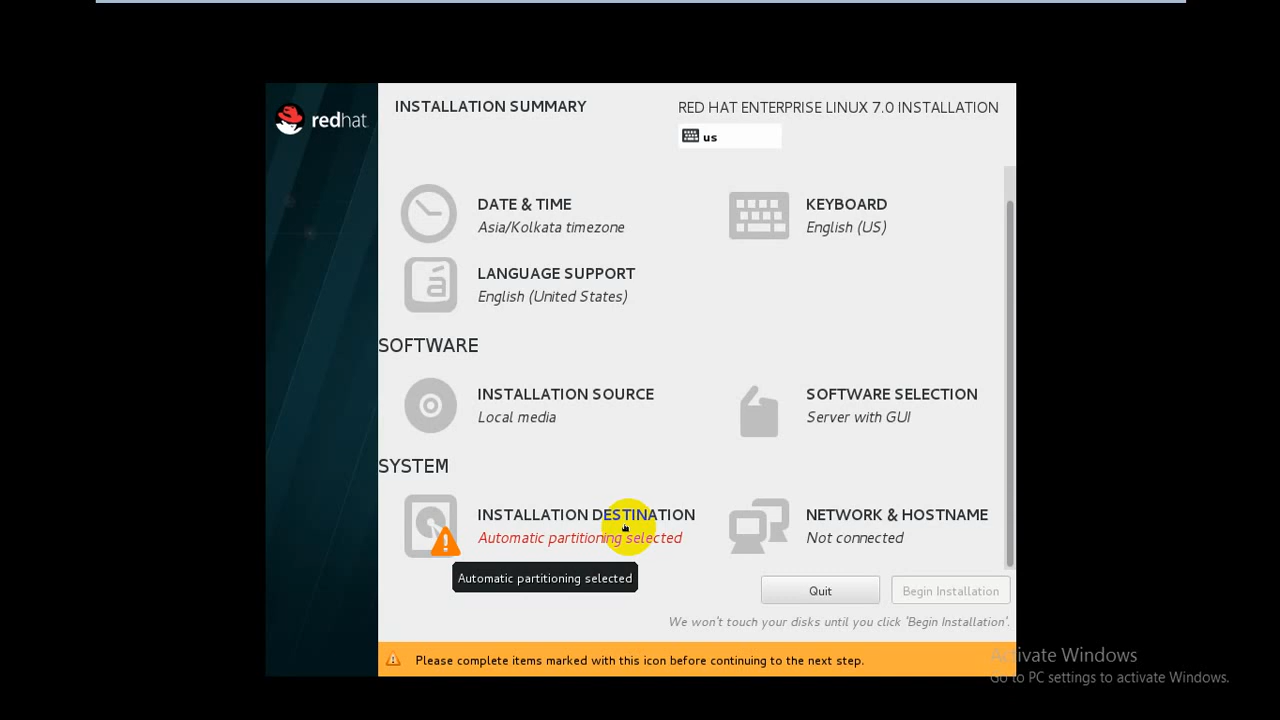 INSTALLATION SUMMARY
RED HAT ENTERPRISE LINUX 7.0 INSTALLATION
redhat.
us
DATE & TIME
Asia/Kolkata timezone
KEYBOARD
English (US)
LANGUAGE SUPPORT
English (United States)
SOFTWARE
INSTALLATION SOURCE
Local media
SOFTWARE SELECTION
Server with GUI
SYSTEM
INSTALLATION DESTINATION
Automatic partitioning selected
NETWORK & HOSTNAME
Not connected
Automatic partitioning selected
Quit
Begin Installation
We won't touch your disks until you click 'Begin Installation'.
Please complete items marked with this icon before continuing to the next step.
Activate Windows
Go to PC settings to activate Windows.